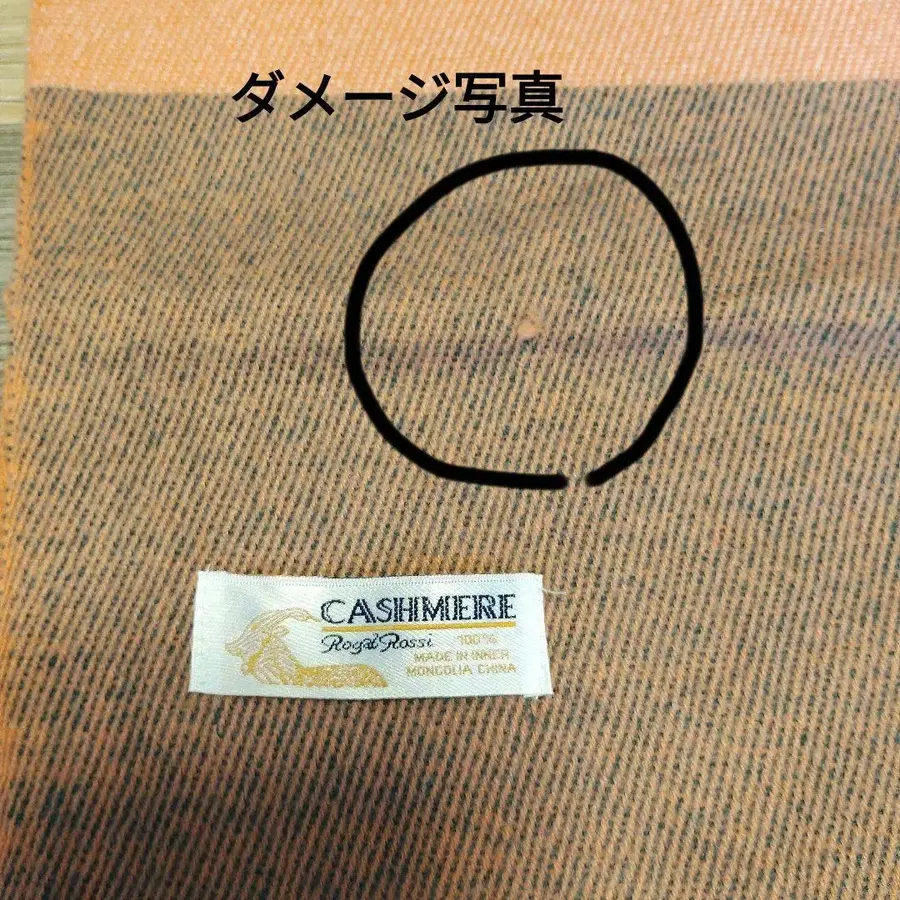 ダメージ写真
CASHMERE
Royal Rossi 100%
MADE IN INNER
MONGOLIA CHINA